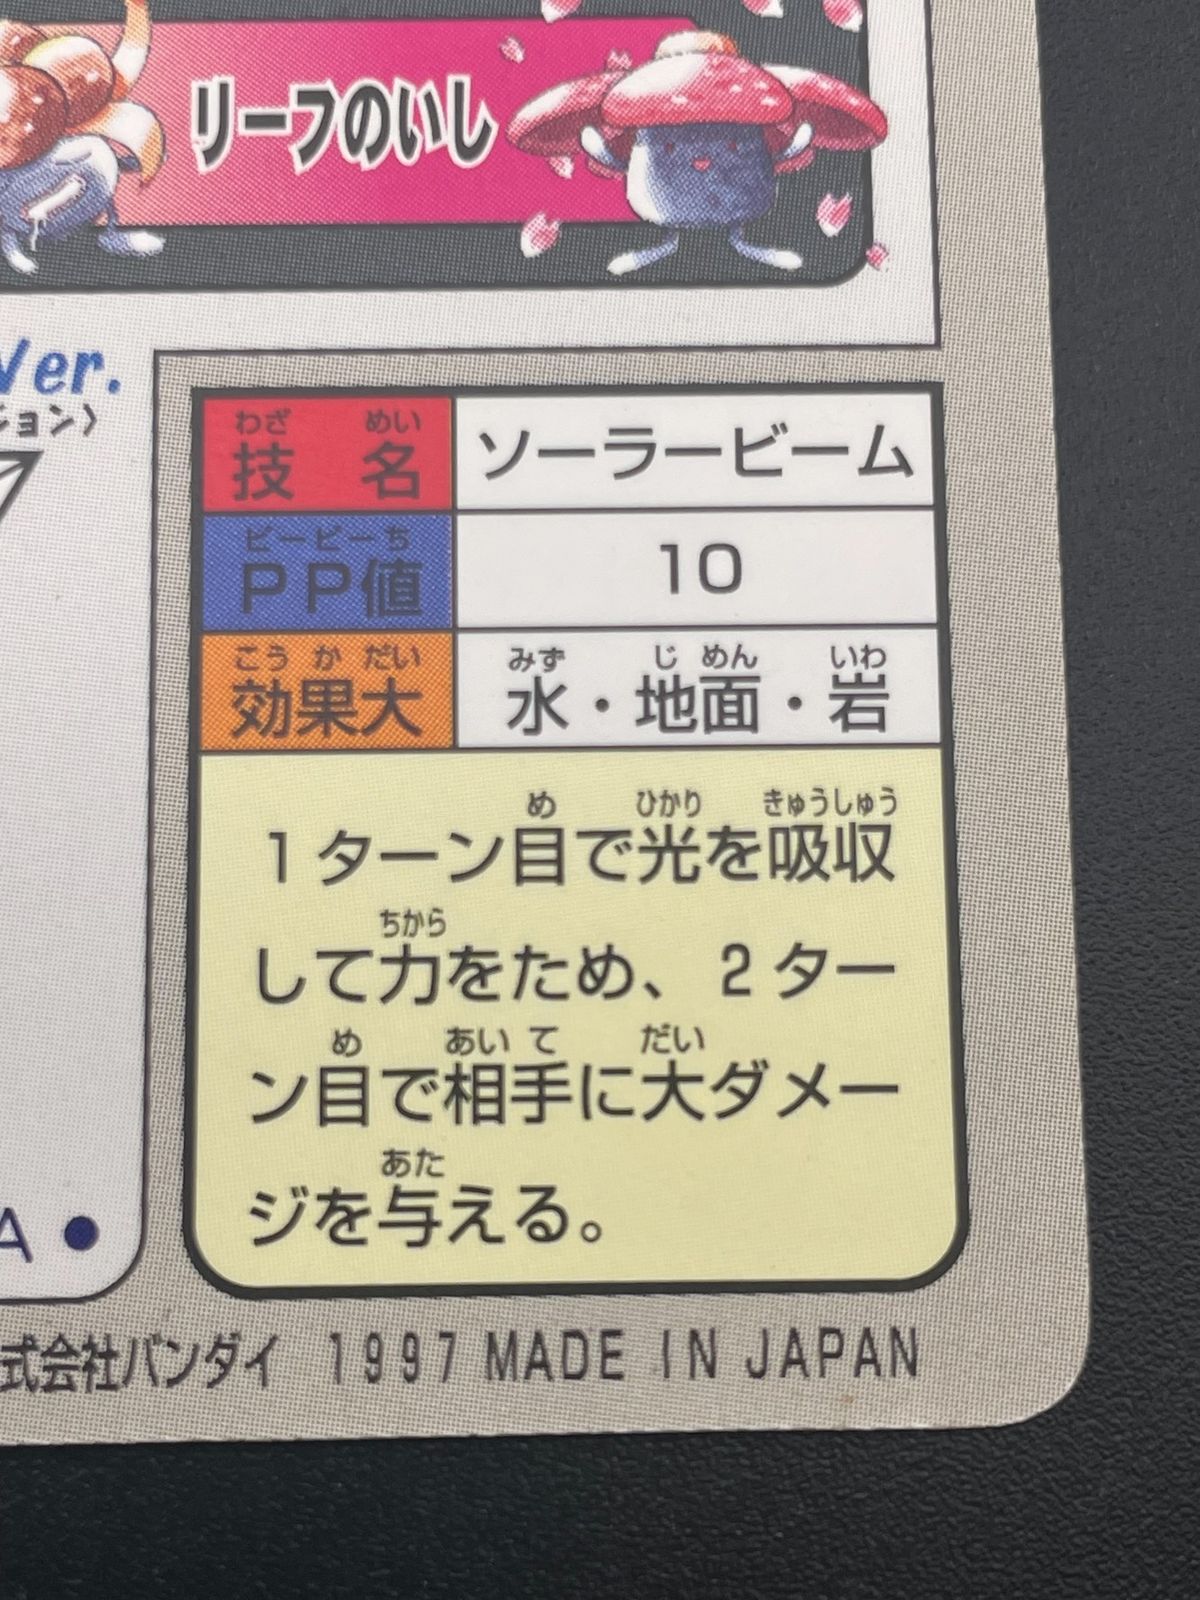 リーフのいし
Ver.
ション〉
わざ めい
技 名
ソーラービーム
ピーピーち
PP値
10
こうかだい
効果大
みず じめん いわ
水・地面・岩
め ひかり きゅうしゅう
1ターン目で光を吸収
ちから
して力をため、2ター
め あいて だい
ン目で相手に大ダメー
あた
ジを与える。
A ●
式会社バンダイ 1997 MADE IN JAPAN